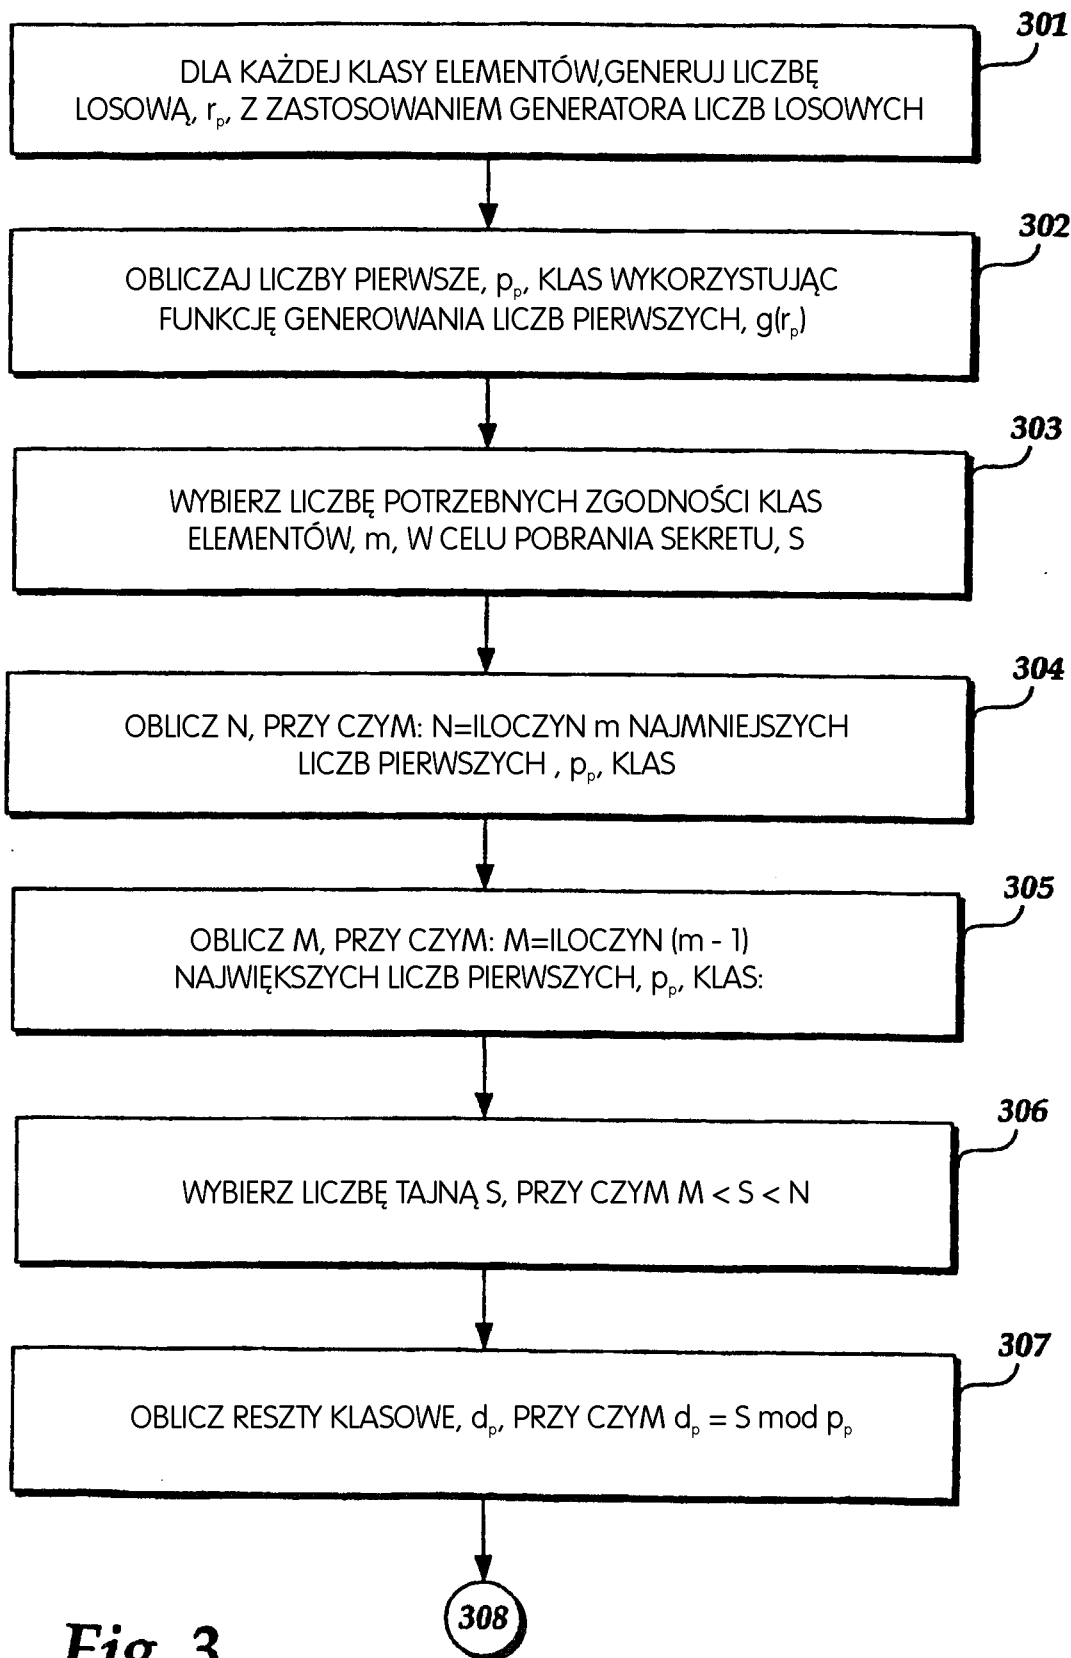 301
DLA KAŻDEJ KLASY ELEMENTÓW,GENERUJ LICZBĘ
LOSOWĄ, rp, Z ZASTOSOWANIEM GENERATORA LICZB LOSOWYCH
302
OBLICZAJ LICZBY PIERWSZE, pp, KLAS WYKORZYSTUJĄC
FUNKCJĘ GENEROWANIA LICZB PIERWSZYCH, g(rp)
303
WYBIERZ LICZBĘ POTRZEBNYCH ZGODNOŚCI KLAS
ELEMENTÓW, m, W CELU POBRANIA SEKRETU, S
304
OBLICZ N, PRZY CZYM: N=ILOCZYN m NAJMNIEJSZYCH
LICZB PIERWSZYCH , pp, KLAS
305
OBLICZ M, PRZY CZYM: M=ILOCZYN (m - 1)
NAJWIĘKSZYCH LICZB PIERWSZYCH, pp, KLAS:
306
WYBIERZ LICZBĘ TAJNĄ S, PRZY CZYM M < S < N
307
OBLICZ RESZTY KLASOWE, dp, PRZY CZYM dp = S mod pp
308
Fig. 3